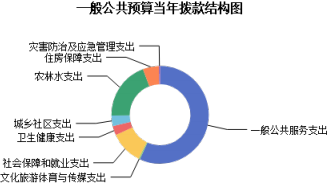 一般公共预算当年拨款结构图
灾害防治及应急管理支出
住房保障支出
农林水支出
城乡社区支出
卫生健康支出
社会保障和就业支出
文化旅游体育与传媒支出
一般公共服务支出